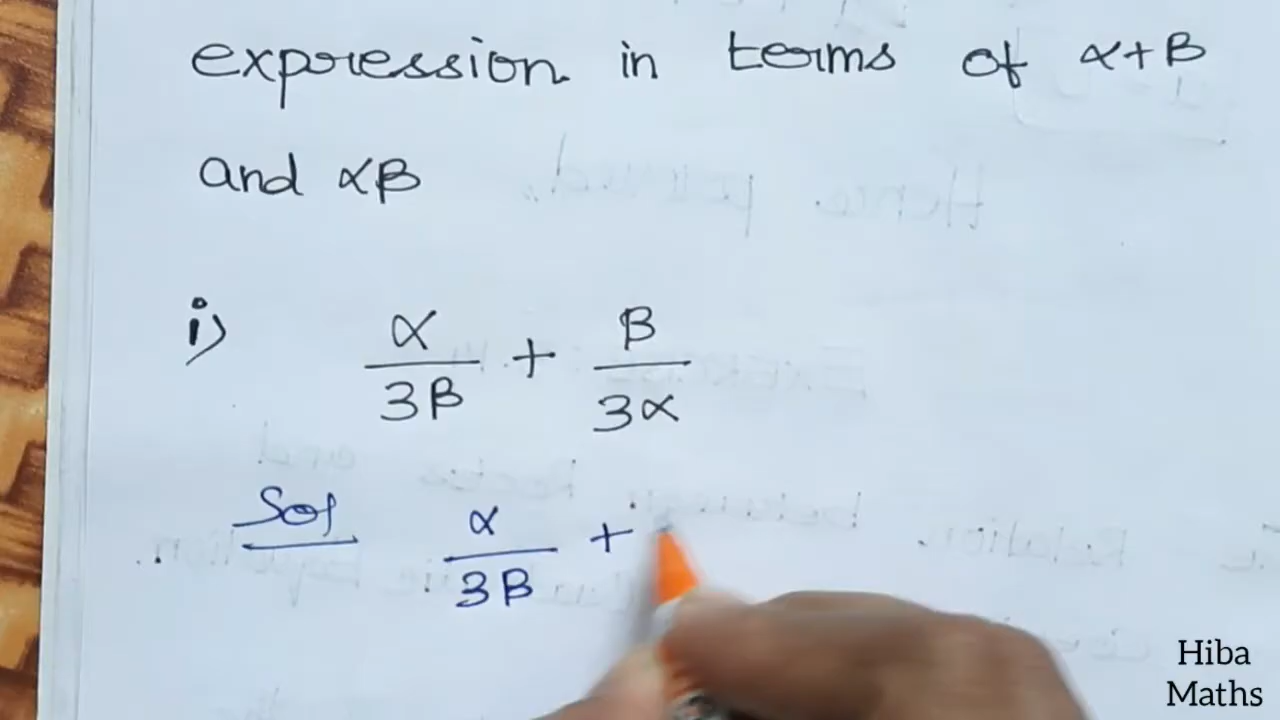 expression in terms of α+β
and αβ
i) α/3β + β/3α
Sol α/3β +
Hiba
Maths